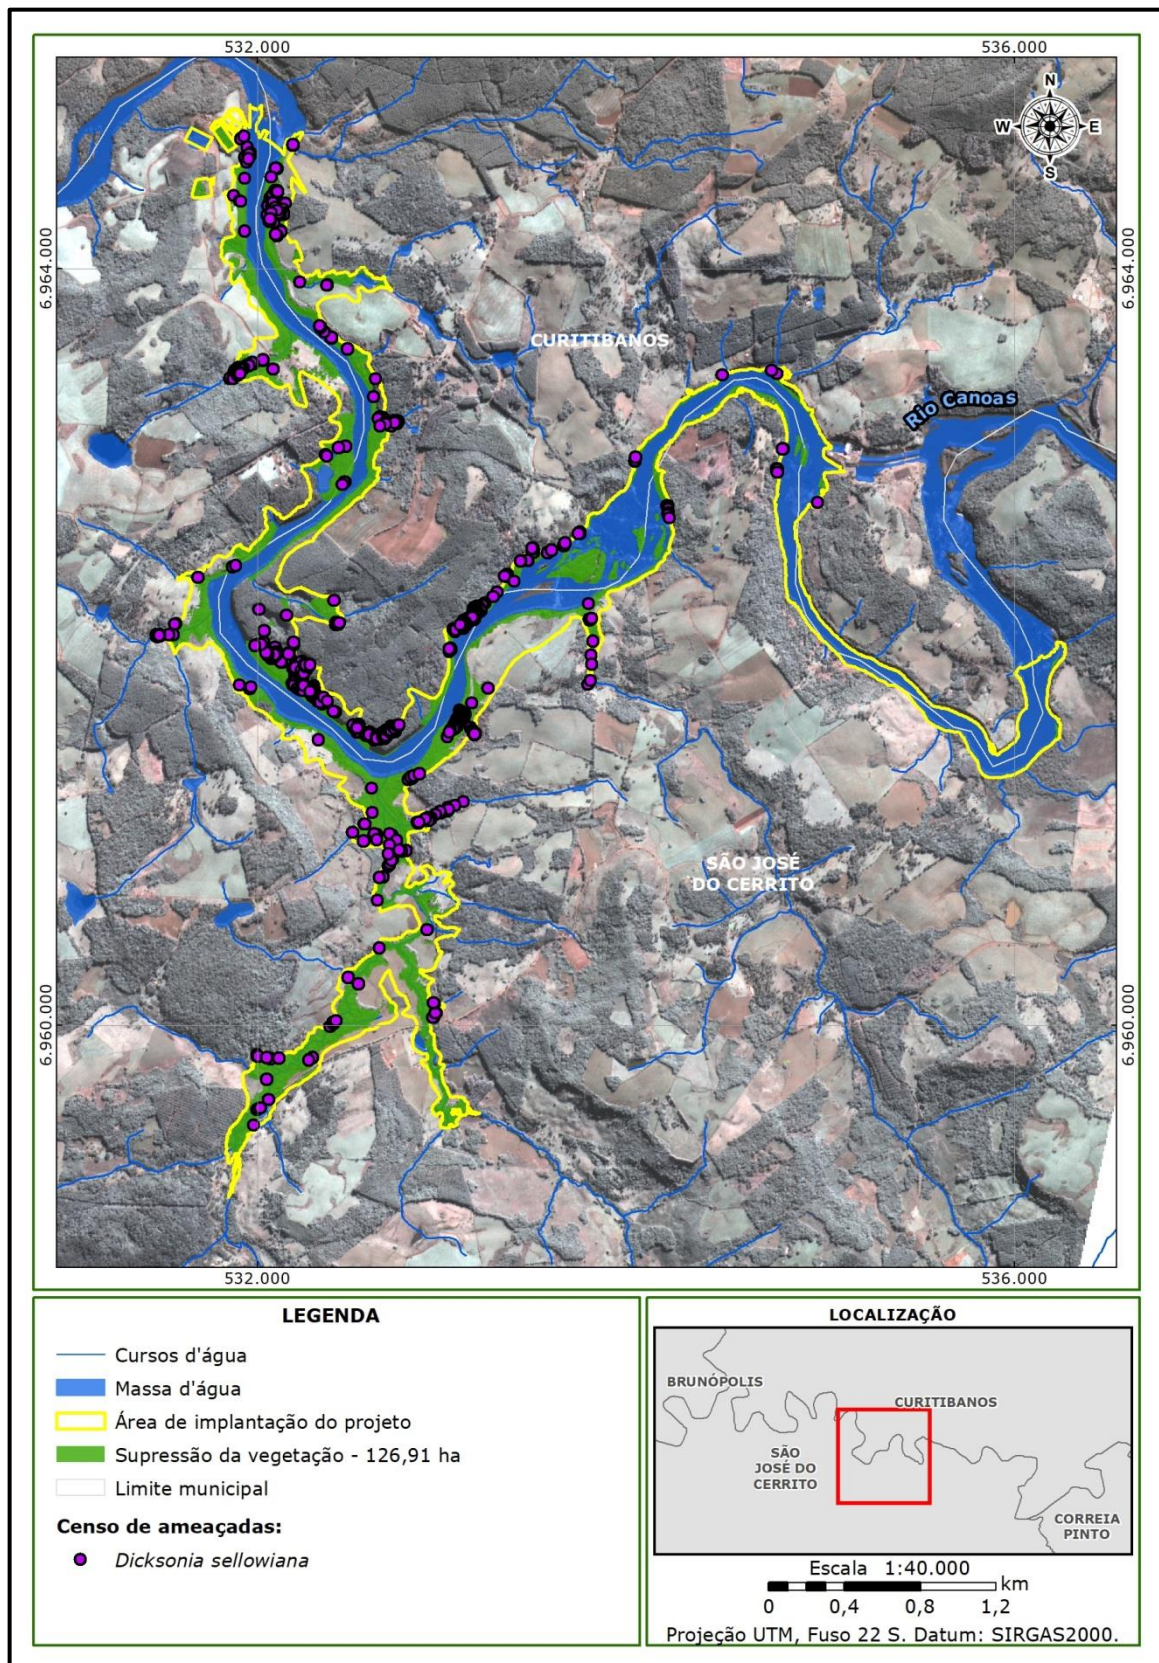 532.000
536.000
N
W
E
S
6.964.000
6.964.000
CURITIBANOS
Rio Canoas
SÃO JOSÉ
DO CERRITO
6.960.000
6.960.000
532.000
536.000
LEGENDA
Cursos d'água
Massa d'água
Área de implantação do projeto
Supressão da vegetação - 126,91 ha
Limite municipal
Censo de ameaçadas:
Dicksonia sellowiana
LOCALIZAÇÃO
BRUNÓPOLIS
CURITIBANOS
SÃO
JOSÉ DO
CERRITO
CORREIA
PINTO
Escala 1:40.000
km
0 0,4 0,8 1,2
Projeção UTM, Fuso 22 S. Datum: SIRGAS2000.